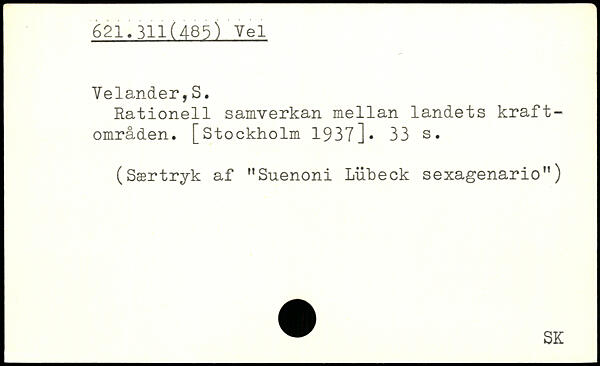 621.311(485) Vel
Velander,S.
Rationell samverkan mellan landets kraft-
områden. [Stockholm 1937]. 33 s.
(Særtryk af "Suenoni Lübeck sexagenario")
SK